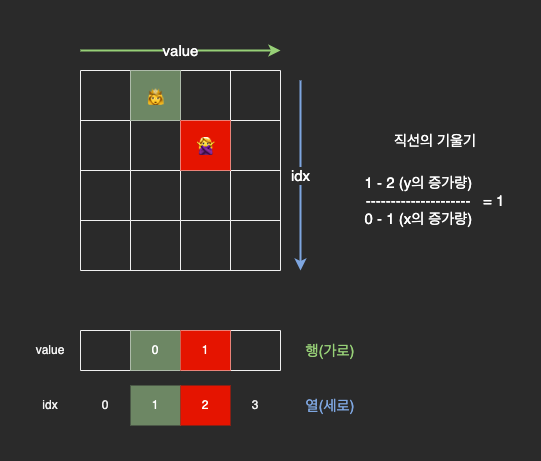 value
idx
직선의 기울기
1 - 2 (y의 증가량)
---------------------
= 1
0 - 1 (x의 증가량)
value 0 1 행(가로)
idx 0 1 2 3 열(세로)